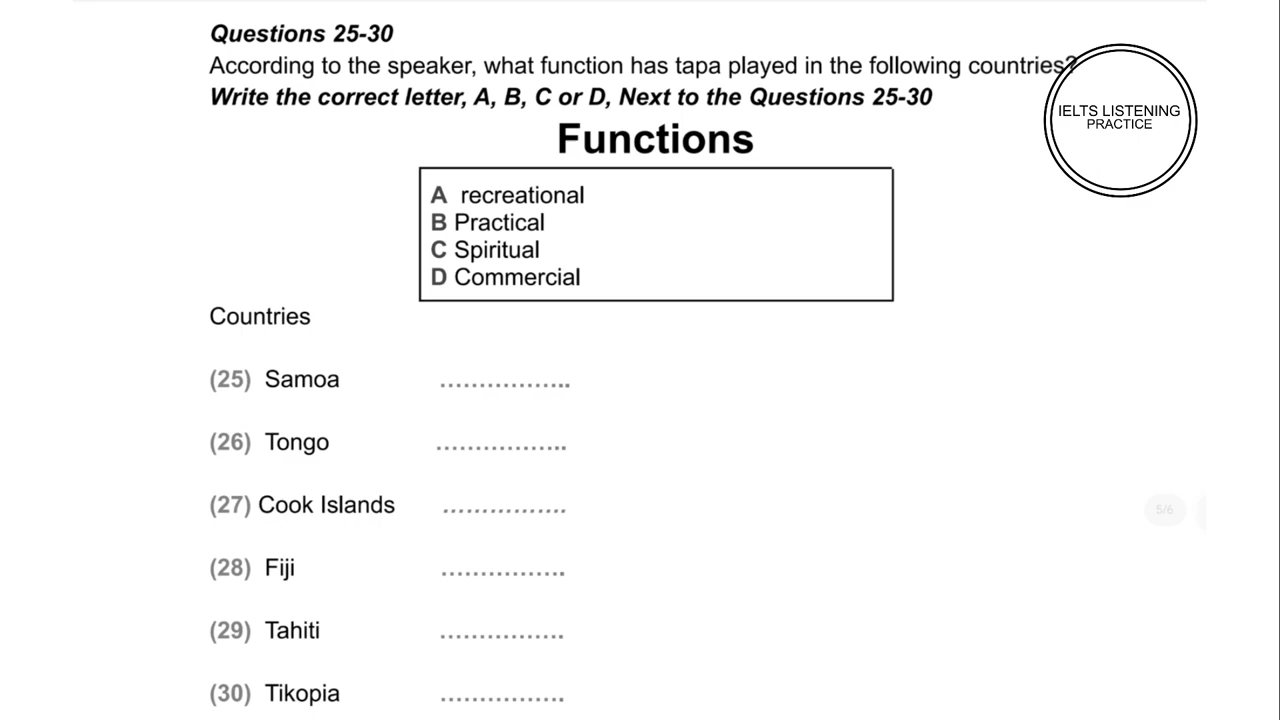 Questions 25-30
According to the speaker, what function has tapa played in the following countries?
Write the correct letter, A, B, C or D, Next to the Questions 25-30
IELTS LISTENING
PRACTICE
Functions
A recreational
B Practical
C Spiritual
D Commercial
Countries
(25) Samoa ………………..
(26) Tongo ………………..
(27) Cook Islands …………….
(28) Fiji …………….
(29) Tahiti …………….
(30) Tikopia …………….
5/6